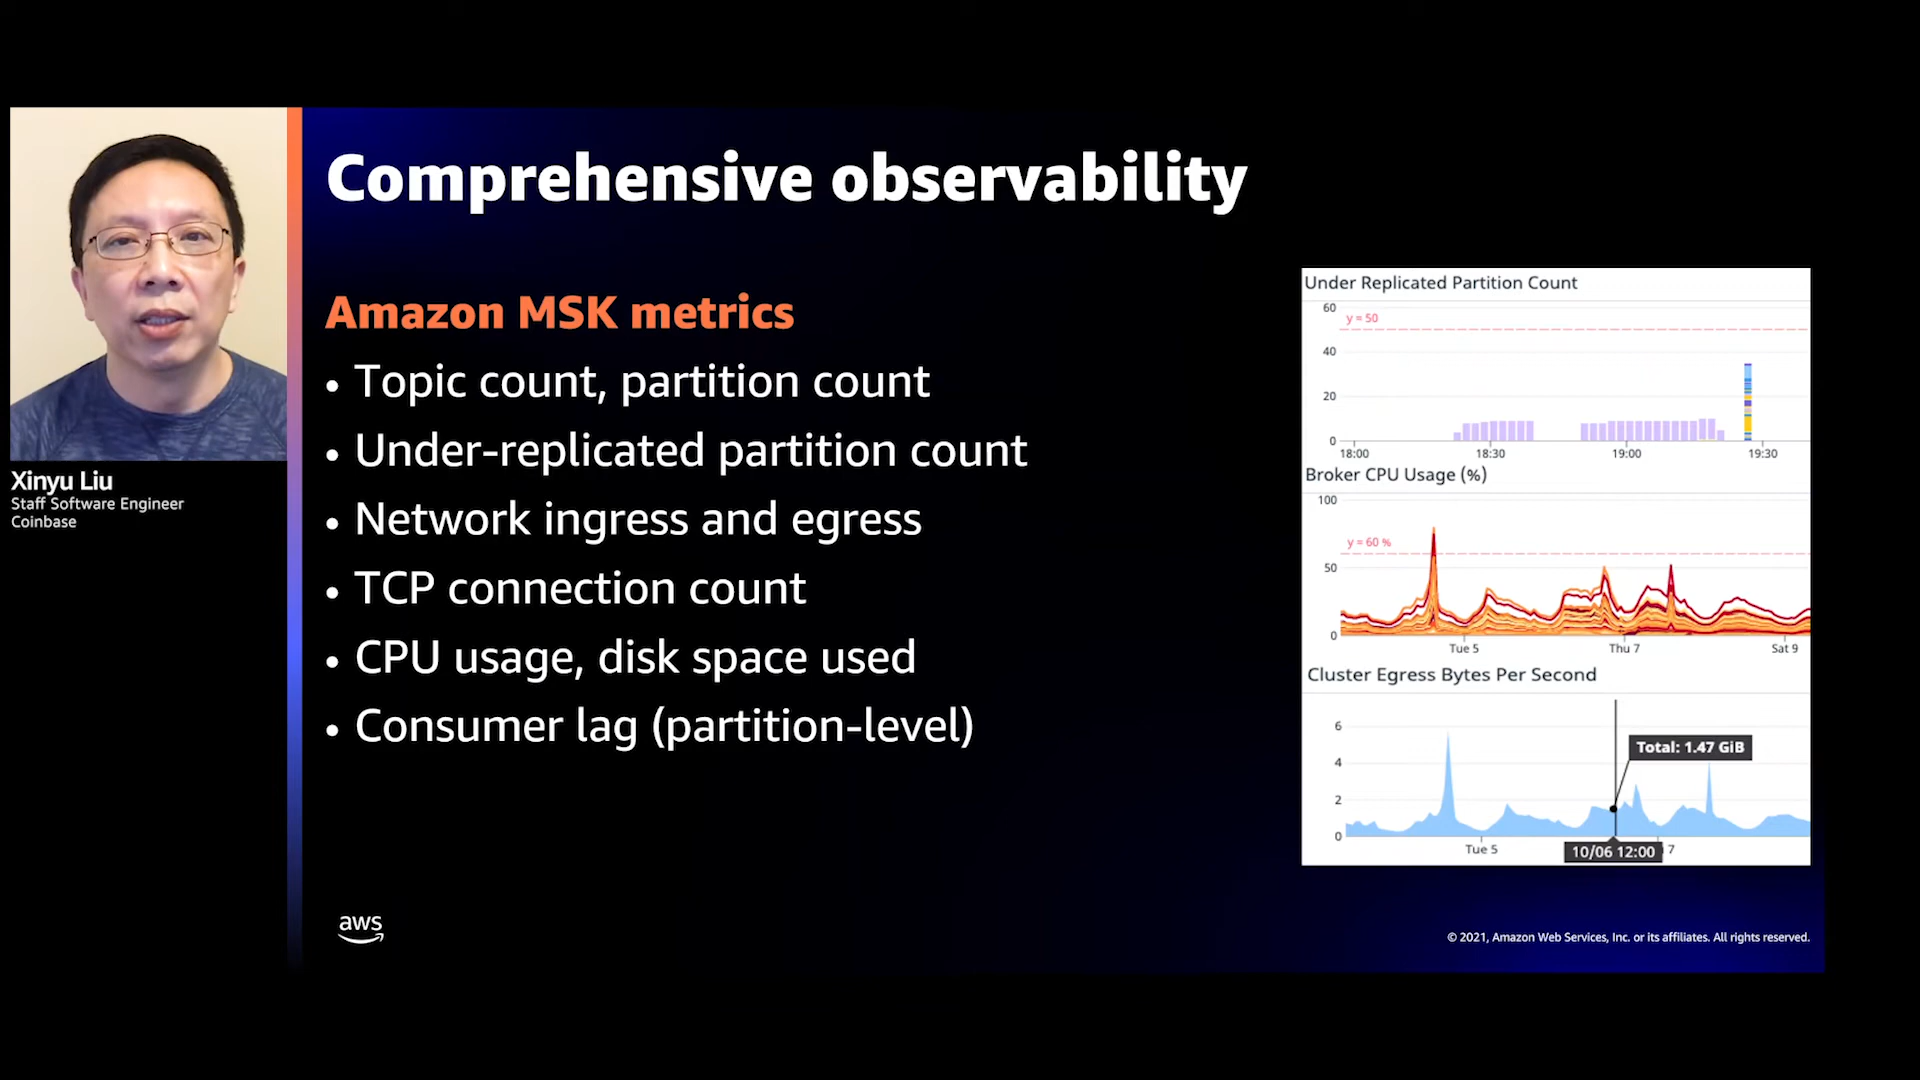 Comprehensive observability
Amazon MSK metrics
• Topic count, partition count
• Under-replicated partition count
• Network ingress and egress
• TCP connection count
• CPU usage, disk space used
• Consumer lag (partition-level)
Xinyu Liu
Staff Software Engineer
Coinbase
Under Replicated Partition Count
60
y = 50
40
20
0
18:00 18:30 19:00 19:30
Broker CPU Usage (%)
100
y = 60 %
50
0
Tue 5 Thu 7 Sat 9
Cluster Egress Bytes Per Second
6
Total: 1.47 GiB
4
2
0
Tue 5 10/06 12:00 7
aws
© 2021, Amazon Web Services, Inc. or its affiliates. All rights reserved.